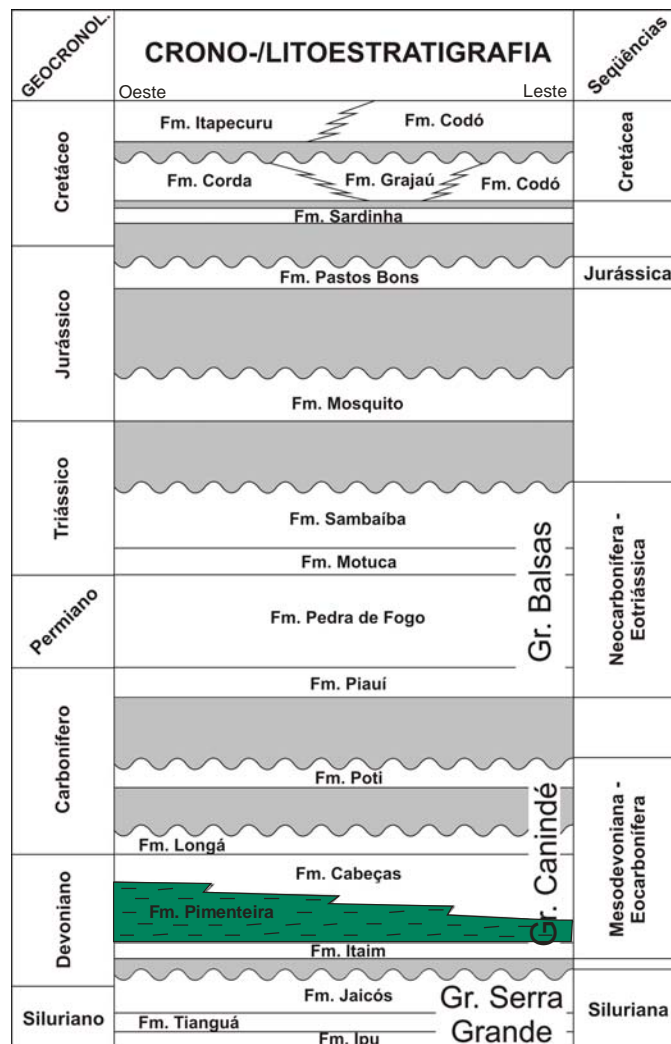 GEOCRONOL.
CRONO-/LITOESTRATIGRAFIA
Seqüências
Oeste
Leste
Cretáceo
Fm. Itapecuru
Fm. Codó
Cretácea
Fm. Corda
Fm. Grajaú
Fm. Codó
Fm. Sardinha
Fm. Pastos Bons
Jurássica
Jurássico
Fm. Mosquito
Triássico
Fm. Sambaíba
Fm. Motuca
Gr. Balsas
Neocarbonífera -
Eotriássica
Permiano
Fm. Pedra de Fogo
Fm. Piauí
Carbonífero
Fm. Poti
Fm. Longá
Gr. Canindé
Mesodevoniana -
Eocarbonífera
Devoniano
Fm. Cabeças
Fm. Pimenteira
Fm. Itaim
Fm. Jaicós
Gr. Serra
Grande
Siluriano
Fm. Tianguá
Siluriana
Fm. Ipu